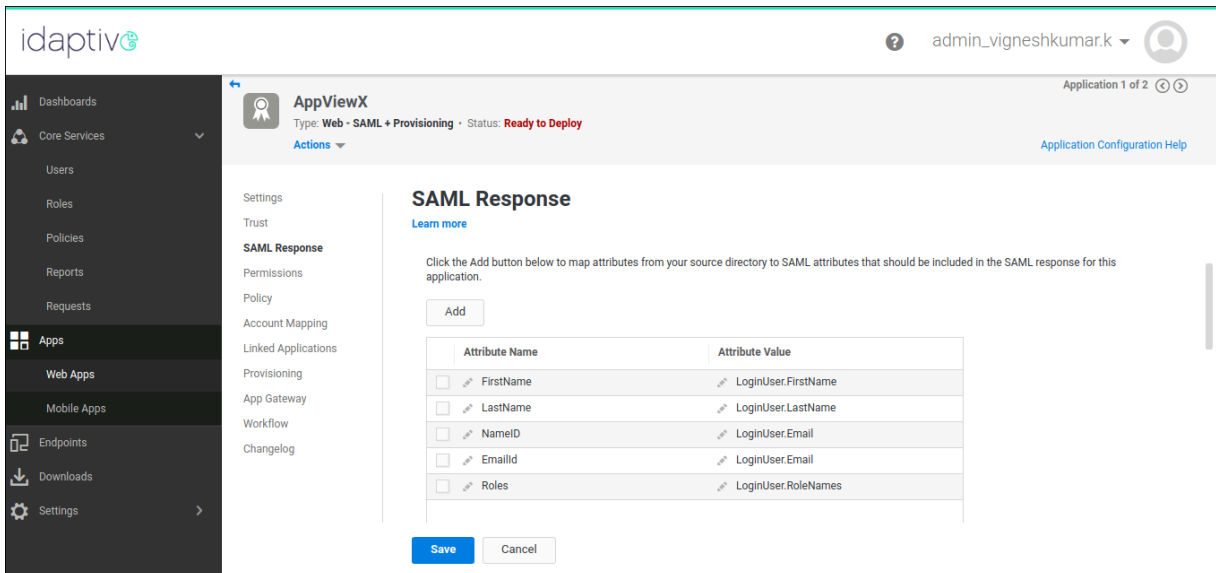 idaptive
admin_vigneshkumar.k
Dashboards
Core Services
Users
Roles
Policies
Reports
Requests
Apps
Web Apps
Mobile Apps
Endpoints
Downloads
Settings
Application 1 of 2
AppViewX
Type: Web - SAML + Provisioning • Status: Ready to Deploy
Actions
Application Configuration Help
Settings
Trust
SAML Response
Permissions
Policy
Account Mapping
Linked Applications
Provisioning
App Gateway
Workflow
Changelog
SAML Response
Learn more
Click the Add button below to map attributes from your source directory to SAML attributes that should be included in the SAML response for this
application.
Add
Attribute Name Attribute Value
FirstName LoginUser.FirstName
LastName LoginUser.LastName
NameID LoginUser.Email
EmailId LoginUser.Email
Roles LoginUser.RoleNames
Save Cancel